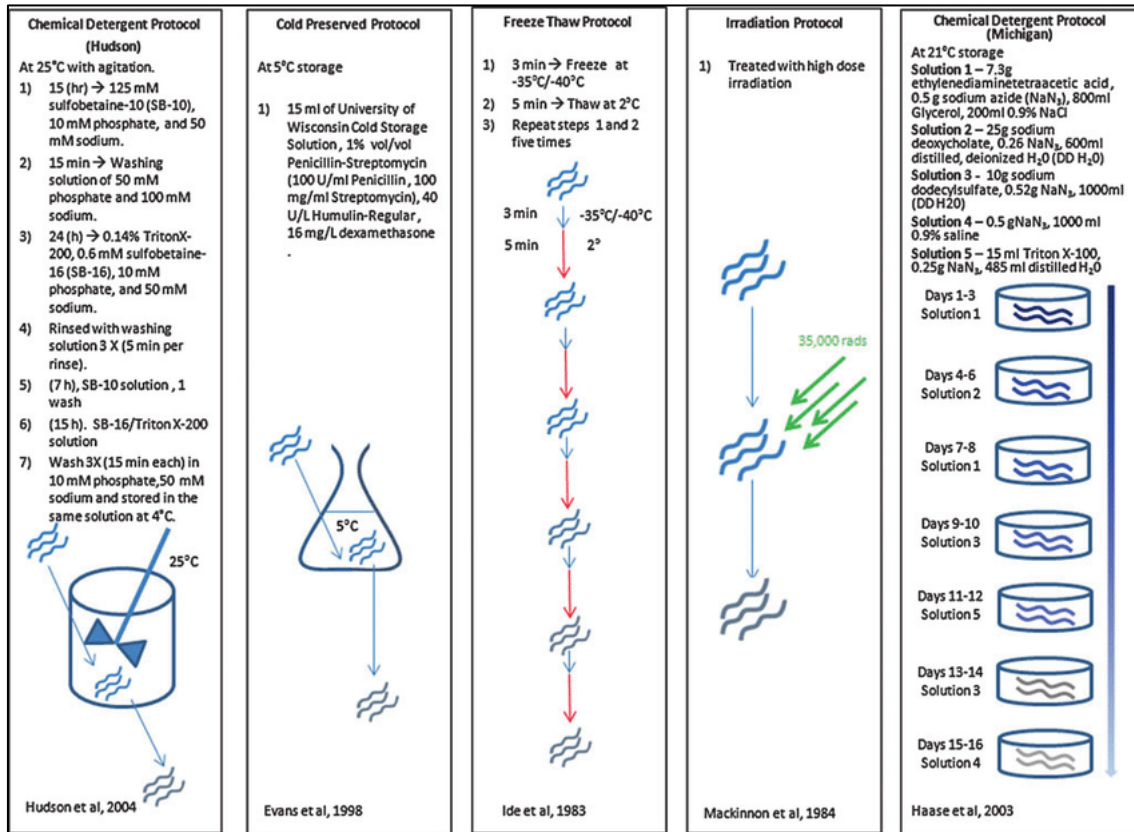 Chemical Detergent Protocol
(Hudson)
At 25°C with agitation.
1) 15 (hr) → 125 mM
sulfobetaine-10 (SB-10),
10 mM phosphate, and 50
mM sodium.
2) 15 min → Washing
solution of 50 mM
phosphate and 100 mM
sodium.
3) 24 (h) → 0.14% TritonX-
200, 0.6 mM sulfobetaine-
16 (SB-16), 10 mM
phosphate, and 50 mM
sodium.
4) Rinsed with washing
solution 3 X (5 min per
rinse).
5) (7 h), SB-10 solution , 1
wash
6) (15 h). SB-16/Triton X-200
solution
7) Wash 3X (15 min each) in
10 mM phosphate,50 mM
sodium and stored in the
same solution at 4°C.
25°C
Hudson et al, 2004
Cold Preserved Protocol
At 5°C storage
1) 15 ml of University of
Wisconsin Cold Storage
Solution , 1% vol/vol
Penicillin-Streptomycin
(100 U/ml Penicillin , 100
mg/ml Streptomycin), 40
U/L Humulin-Regular ,
16 mg/L dexamethasone
.
5°C
Evans et al, 1998
Freeze Thaw Protocol
1) 3 min → Freeze at
-35°C/-40°C
2) 5 min → Thaw at 2°C
3) Repeat steps 1 and 2
five times
3 min -35°C/-40°C
5 min 2°
Ide et al, 1983
Irradiation Protocol
1) Treated with high dose
irradiation
35,000 rads
Mackinnon et al, 1984
Chemical Detergent Protocol
(Michigan)
At 21°C storage
Solution 1 – 7.3g
ethylenediaminetetraacetic acid ,
0.5 g sodium azide (NaN₃), 800ml
Glycerol, 200ml 0.9% NaCl
Solution 2 – 25g sodium
deoxycholate, 0.26 NaN₃, 600ml
distilled, deionized H₂0 (DD H₂0)
Solution 3 - 10g sodium
dodecylsulfate, 0.52g NaN₃, 1000ml
(DD H20)
Solution 4 – 0.5 gNaN₃, 1000 ml
0.9% saline
Solution 5 – 15 ml Triton X-100,
0.25g NaN₃, 485 ml distilled H₂0
Days 1-3
Solution 1
Days 4-6
Solution 2
Days 7-8
Solution 1
Days 9-10
Solution 3
Days 11-12
Solution 5
Days 13-14
Solution 3
Days 15-16
Solution 4
Haase et al, 2003